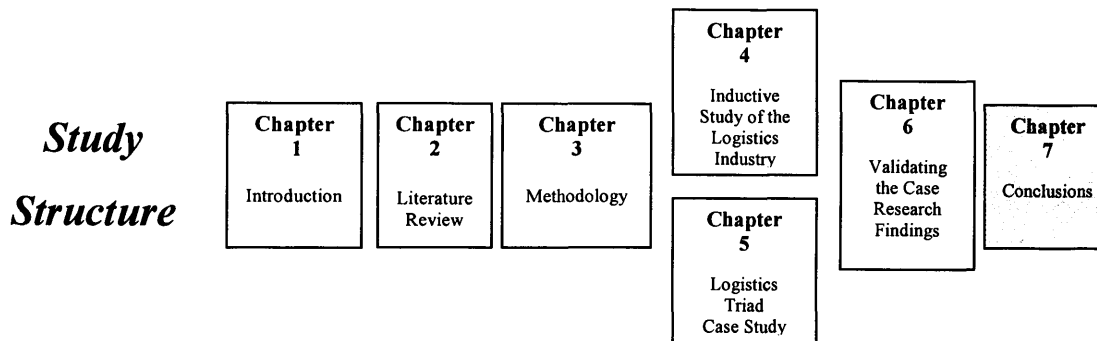 Study
Structure
Chapter
1
Introduction
Chapter
2
Literature
Review
Chapter
3
Methodology
Chapter
4
Inductive
Study of the
Logistics
Industry
Chapter
5
Logistics
Triad
Case Study
Chapter
6
Validating
the Case
Research
Findings
Chapter
7
Conclusions